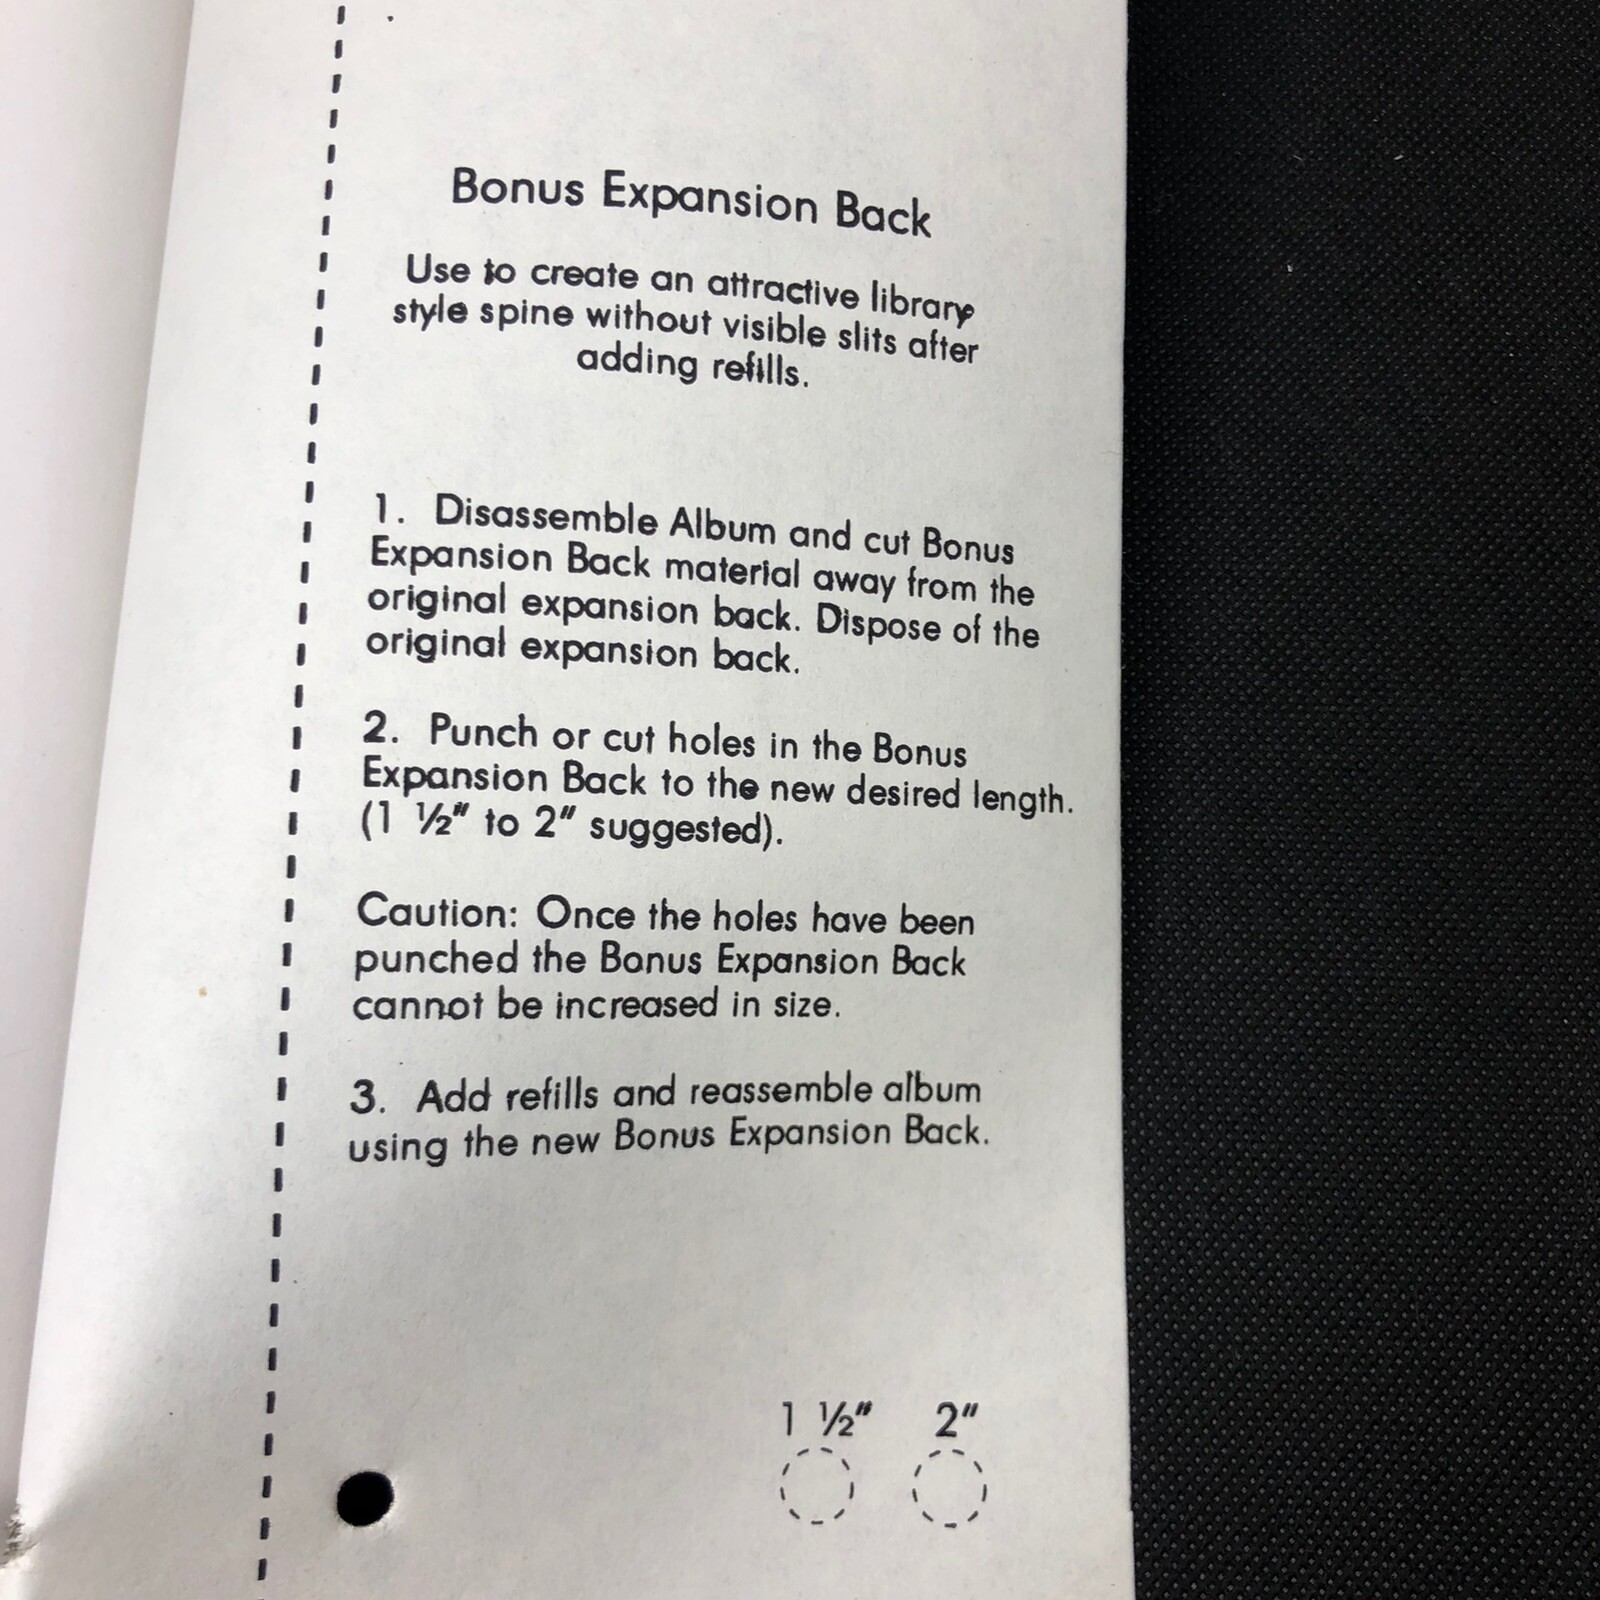 Bonus Expansion Back
Use to create an attractive library
style spine without visible slits after
adding refills.
1. Disassemble Album and cut Bonus
Expansion Back material away from the
original expansion back. Dispose of the
original expansion back.
2. Punch or cut holes in the Bonus
Expansion Back to the new desired length.
(1 ½" to 2" suggested).
Caution: Once the holes have been
punched the Bonus Expansion Back
cannot be increased in size.
3. Add refills and reassemble album
using the new Bonus Expansion Back.
1 ½" 2"